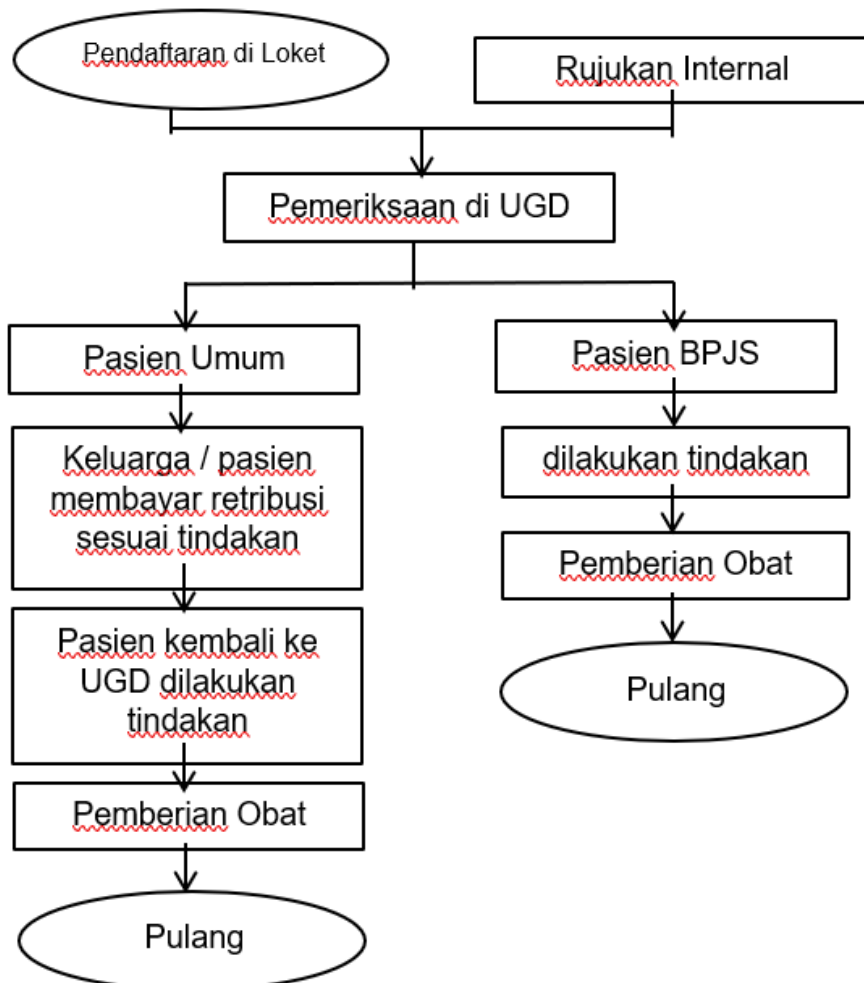 Pendaftaran di Loket
Rujukan Internal
Pemeriksaan di UGD
Pasien Umum
Pasien BPJS
Keluarga / pasien
membayar retribusi
sesuai tindakan
dilakukan tindakan
Pemberian Obat
Pasien kembali ke
UGD dilakukan
tindakan
Pulang
Pemberian Obat
Pulang